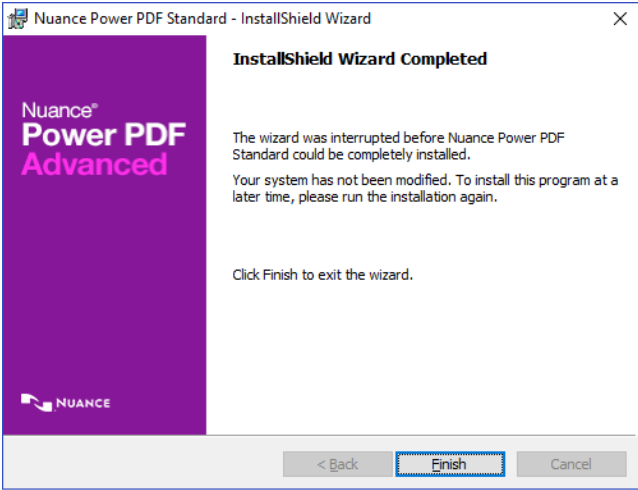 Nuance Power PDF Standard - InstallShield Wizard
InstallShield Wizard Completed
Nuance®
Power PDF
Advanced
The wizard was interrupted before Nuance Power PDF
Standard could be completely installed.
Your system has not been modified. To install this program at a
later time, please run the installation again.
Click Finish to exit the wizard.
NUANCE
< Back
Finish
Cancel